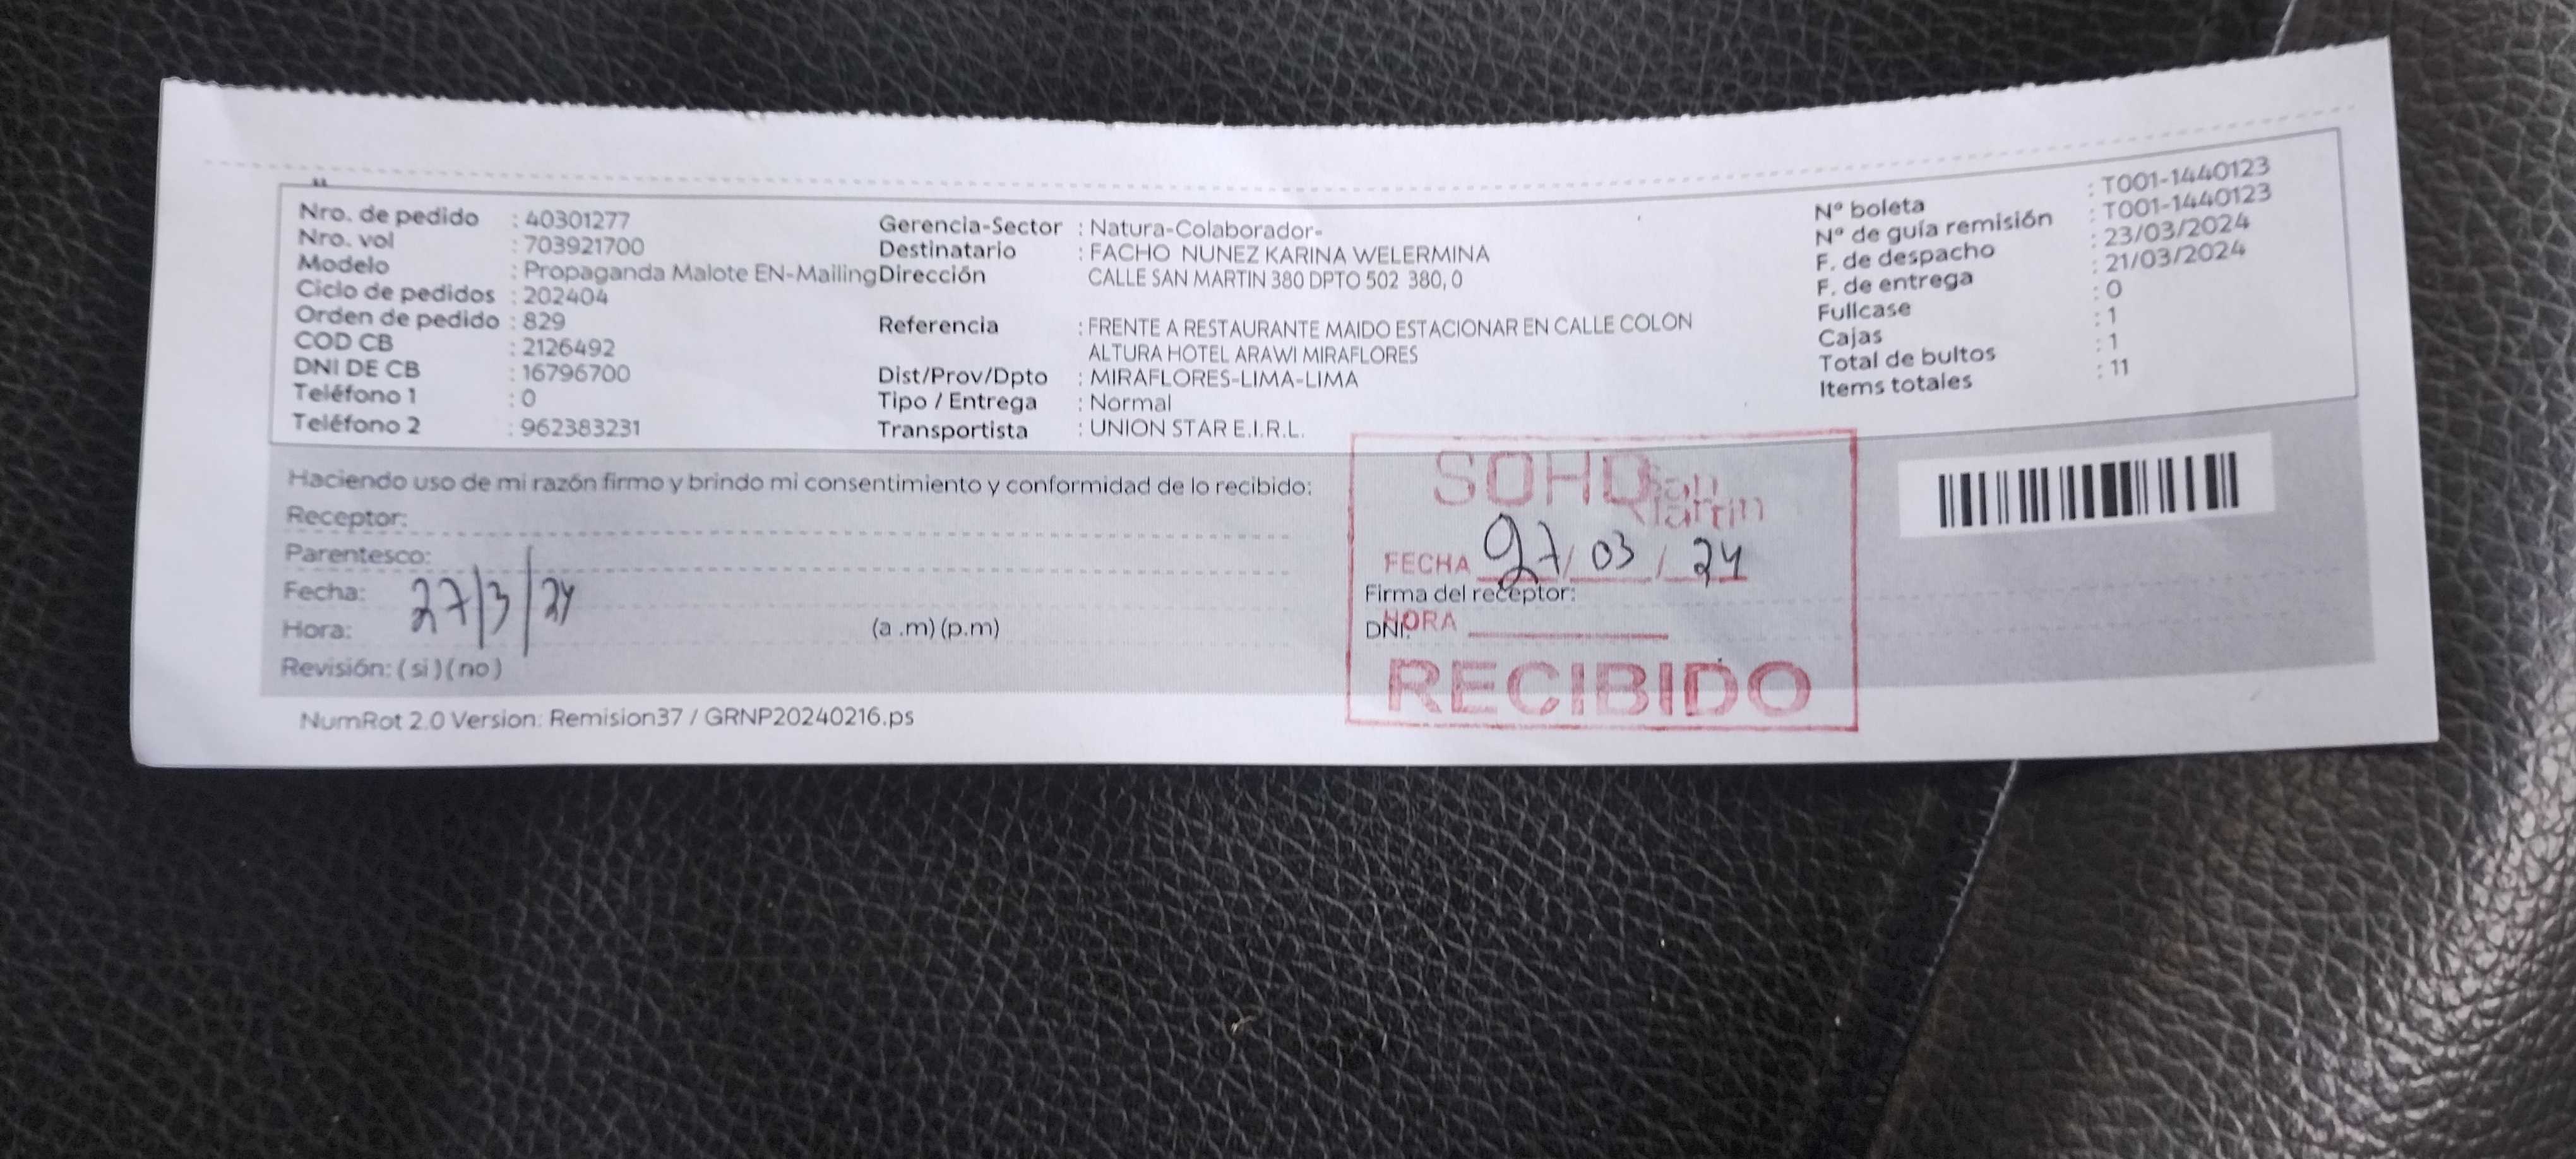 Nro. de pedido : 40301277
Nro. vol : 703921700
Modelo : Propaganda Malote EN-Mailing
Ciclo de pedidos : 202404
Orden de pedido : 829
COD CB : 2126492
DNI DE CB : 16796700
Teléfono 1 : 0
Teléfono 2 : 962383231
Gerencia-Sector : Natura-Colaborador-
Destinatario : FACHO NUNEZ KARINA WELERMINA
Dirección CALLE SAN MARTIN 380 DPTO 502 380, 0
Referencia : FRENTE A RESTAURANTE MAIDO ESTACIONAR EN CALLE COLON
ALTURA HOTEL ARAWI MIRAFLORES
Dist/Prov/Dpto : MIRAFLORES-LIMA-LIMA
Tipo / Entrega : Normal
Transportista : UNION STAR E.I.R.L.
Nº boleta : T001-1440123
Nº de guía remisión : T001-1440123
F. de despacho : 23/03/2024
F. de entrega : 21/03/2024
Fullcase : 0
Cajas : 1
Total de bultos : 1
Items totales : 11
Haciendo uso de mi razón firmo y brindo mi consentimiento y conformidad de lo recibido:
Receptor:
Parentesco:
Fecha: 27/3/24
Hora: (a .m) (p.m)
Revisión: ( si ) ( no )
SOHO San Martin
FECHA 27/03/24
Firma del receptor:
HORA
DNI:
RECIBIDO
NumRot 2.0 Version: Remision37 / GRNP20240216.ps